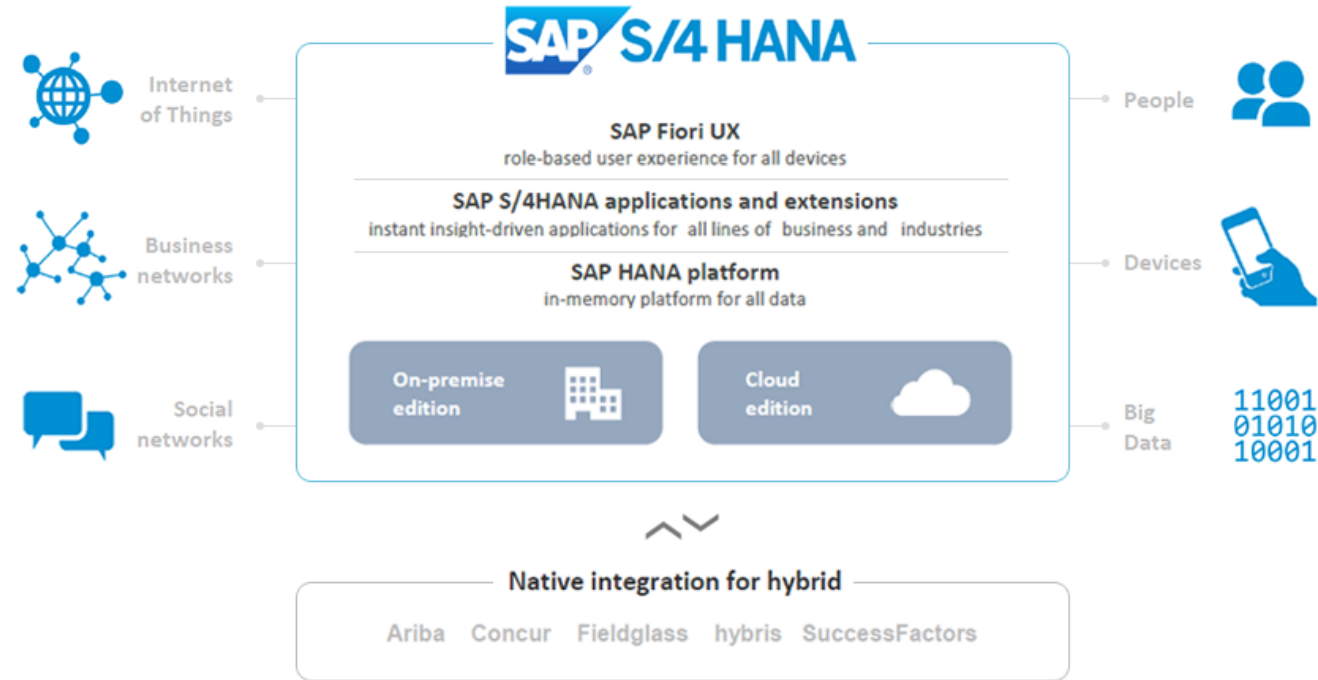 SAP® S/4 HANA
Internet
of Things
Business
networks
Social
networks
SAP Fiori UX
role-based user experience for all devices
SAP S/4HANA applications and extensions
instant insight-driven applications for all lines of business and industries
SAP HANA platform
in-memory platform for all data
On-premise
edition
Cloud
edition
People
Devices
Big
Data
11001
01010
10001
Native integration for hybrid
Ariba Concur Fieldglass hybris SuccessFactors